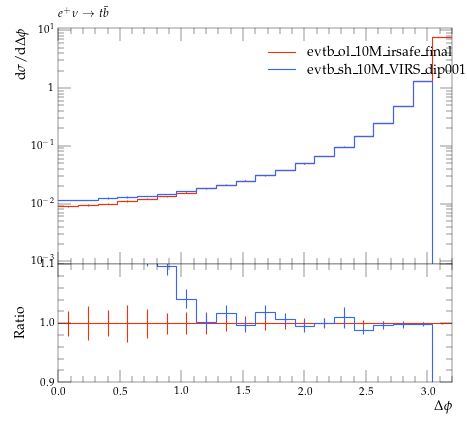 e⁺ν → tb̄
dσ/dΔϕ
10¹
1
10⁻¹
10⁻²
10⁻³
evtb_ol_10M_irsafe_final
evtb_sh_10M_VIRS_dip001
Ratio
1.1
1.0
0.9
0.0 0.5 1.0 1.5 2.0 2.5 3.0
Δϕ